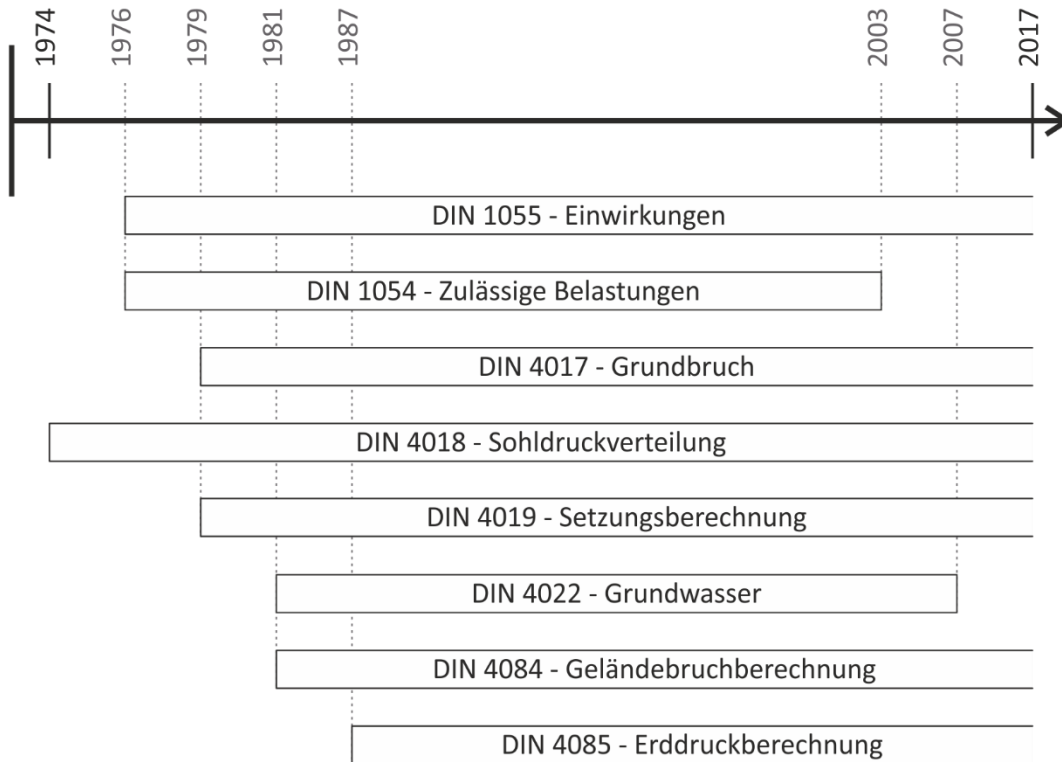 1974
1976
1979
1981
1987
2003
2007
2017
DIN 1055 - Einwirkungen
DIN 1054 - Zulässige Belastungen
DIN 4017 - Grundbruch
DIN 4018 - Sohldruckverteilung
DIN 4019 - Setzungsberechnung
DIN 4022 - Grundwasser
DIN 4084 - Geländebruchberechnung
DIN 4085 - Erddruckberechnung